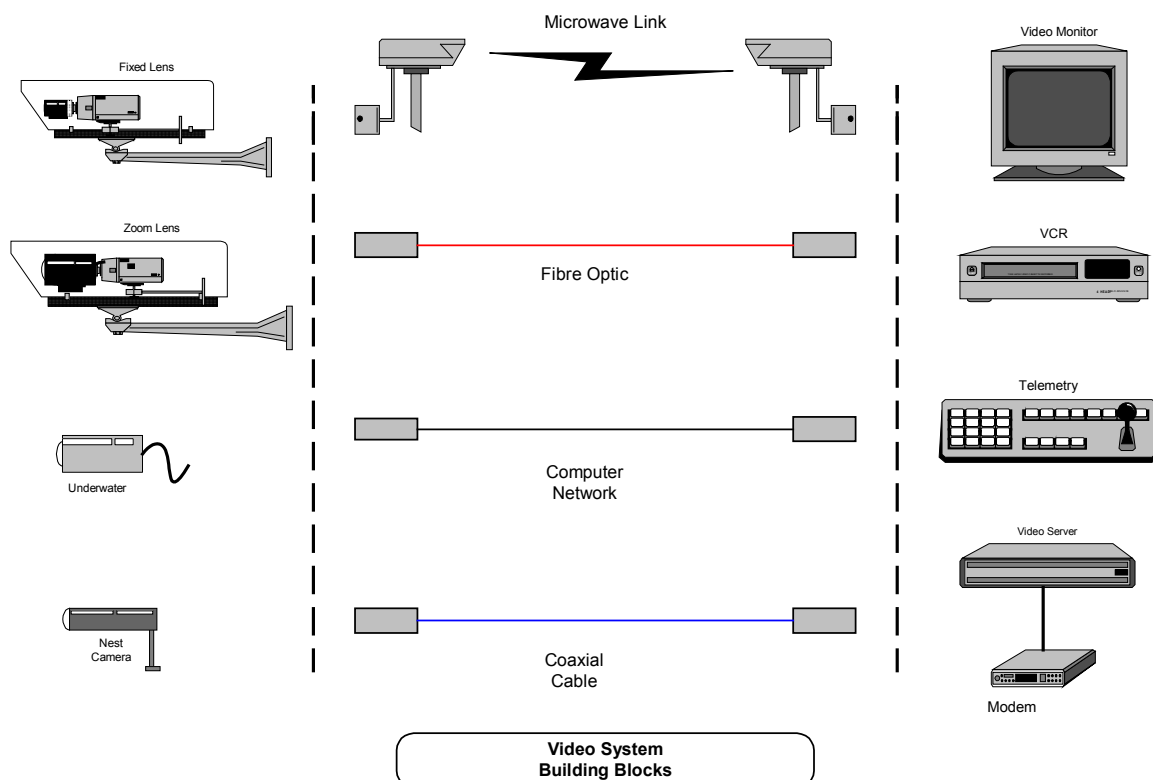 Microwave Link
Video Monitor
Fixed Lens
Zoom Lens
VCR
Fibre Optic
Telemetry
Computer
Network
Underwater
Video Server
Nest
Camera
Coaxial
Cable
Modem
Video System
Building Blocks